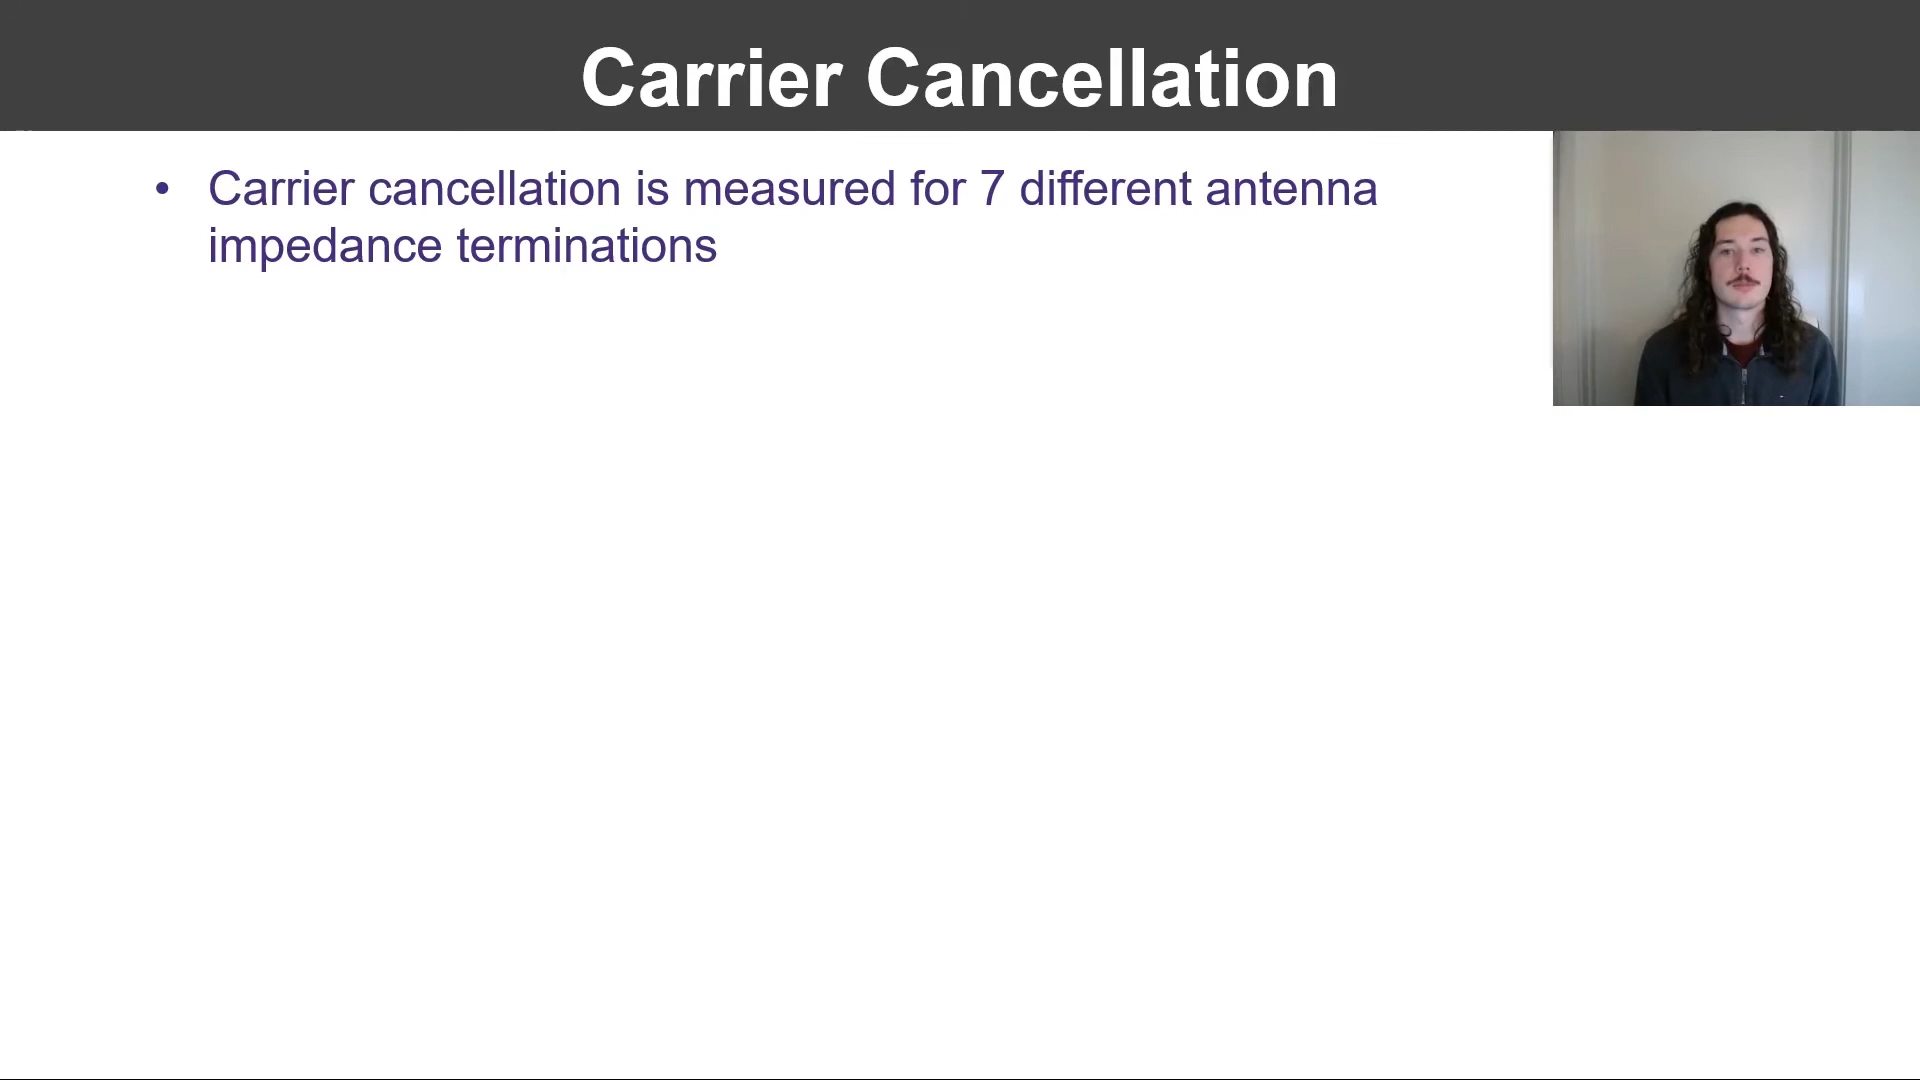 Carrier Cancellation
• Carrier cancellation is measured for 7 different antenna
impedance terminations